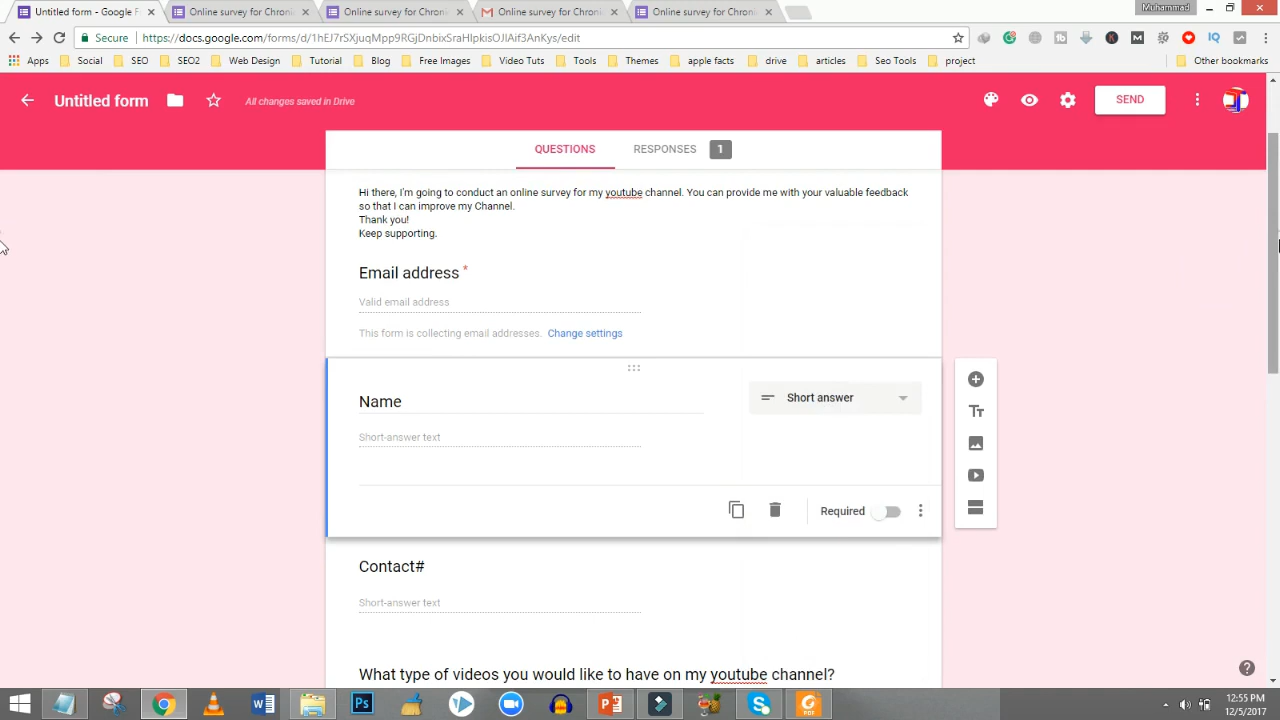 Untitled form - Google F
Online survey for Chroni
Online survey for Chroni
Online survey for Chroni
Online survey for Chroni
Muhammad
Secure
https://docs.google.com/forms/d/1hEJ7rSXjuqMpp9RGjDnbixSraHlpkisOJlAif3AnKys/edit
Apps
Social
SEO
SEO2
Web Design
Tutorial
Blog
Free Images
Video Tuts
Tools
Themes
apple facts
drive
articles
Seo Tools
project
Other bookmarks
Untitled form
All changes saved in Drive
SEND
QUESTIONS
RESPONSES
1
Hi there, I'm going to conduct an online survey for my youtube channel. You can provide me with your valuable feedback
so that I can improve my Channel.
Thank you!
Keep supporting.
Email address *
Valid email address
This form is collecting email addresses. Change settings
Name
Short answer
Short-answer text
Required
Contact#
Short-answer text
What type of videos you would like to have on my youtube channel?
12:55 PM
12/5/2017